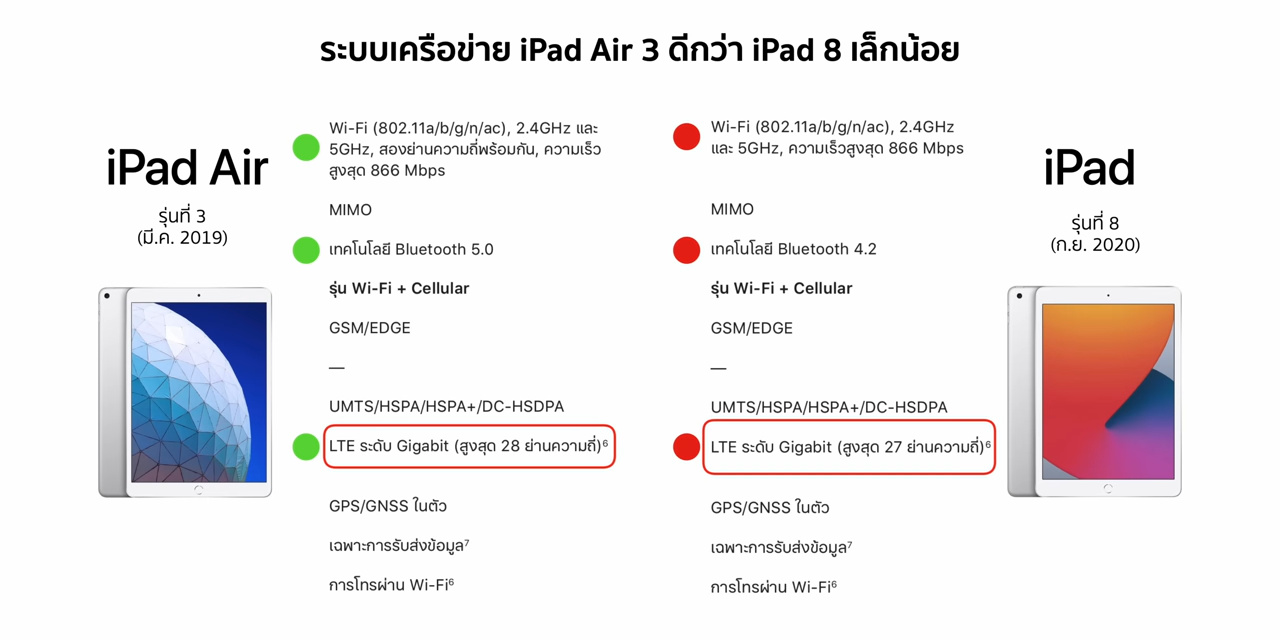 ระบบเครือข่าย iPad Air 3 ดีกว่า iPad 8 เล็กน้อย
iPad Air
รุ่นที่ 3
(มี.ค. 2019)
Wi-Fi (802.11a/b/g/n/ac), 2.4GHz และ
5GHz, สองย่านความถี่พร้อมกัน, ความเร็ว
สูงสุด 866 Mbps
MIMO
เทคโนโลยี Bluetooth 5.0
รุ่น Wi-Fi + Cellular
GSM/EDGE
—
UMTS/HSPA/HSPA+/DC-HSDPA
LTE ระดับ Gigabit (สูงสุด 28 ย่านความถี่)⁶
GPS/GNSS ในตัว
เฉพาะการรับส่งข้อมูล⁷
การโทรผ่าน Wi-Fi⁶
Wi-Fi (802.11a/b/g/n/ac), 2.4GHz
และ 5GHz, ความเร็วสูงสุด 866 Mbps
MIMO
เทคโนโลยี Bluetooth 4.2
รุ่น Wi-Fi + Cellular
GSM/EDGE
—
UMTS/HSPA/HSPA+/DC-HSDPA
LTE ระดับ Gigabit (สูงสุด 27 ย่านความถี่)⁶
GPS/GNSS ในตัว
เฉพาะการรับส่งข้อมูล⁷
การโทรผ่าน Wi-Fi⁶
iPad
รุ่นที่ 8
(ก.ย. 2020)